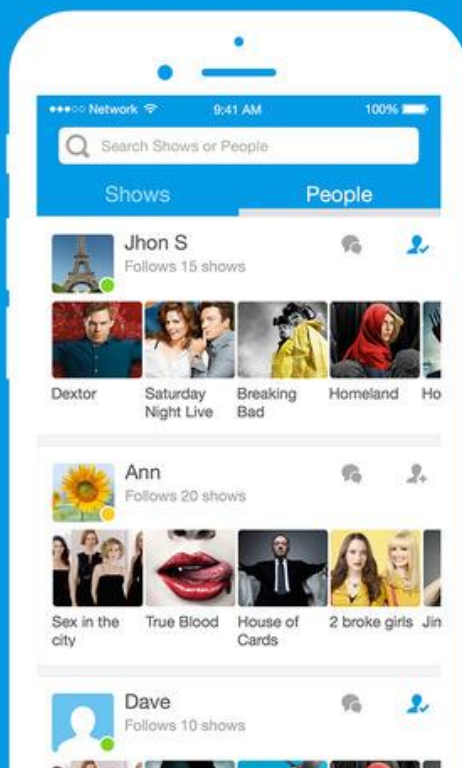 Network 9:41 AM 100%
Search Shows or People
Shows People
Jhon S
Follows 15 shows
Dextor Saturday Breaking Homeland Ho
Night Live Bad
Ann
Follows 20 shows
Sex in the True Blood House of 2 broke girls Jim
city Cards
Dave
Follows 10 shows